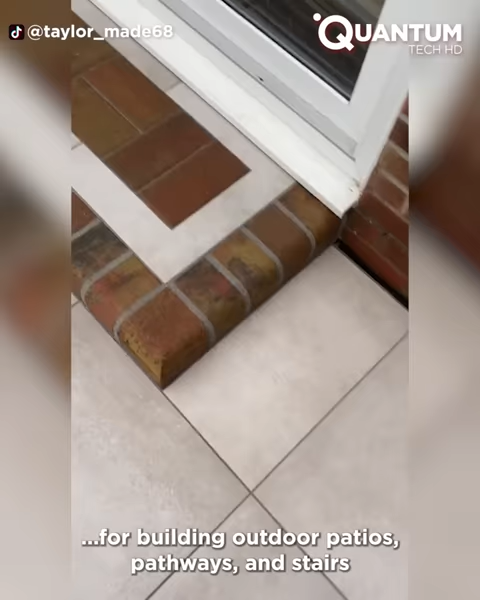 @taylor_made68
QUANTUM
TECH HD
...for building outdoor patios,
pathways, and stairs